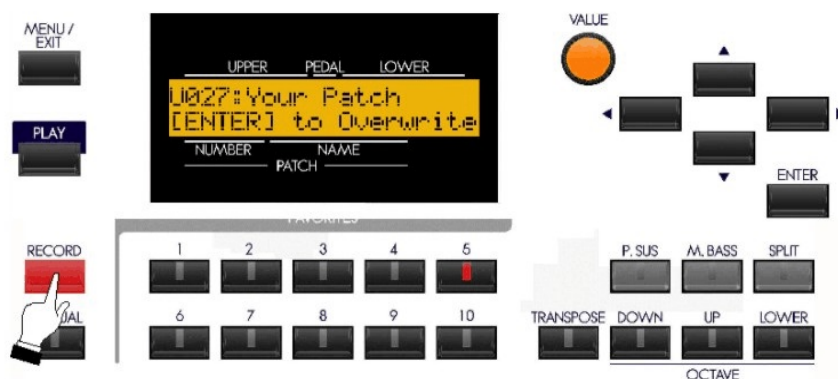 MENU / EXIT
VALUE
UPPER PEDAL LOWER
U027:Your Patch
[ENTER] to Overwrite
NUMBER NAME
PATCH
PLAY
ENTER
FAVORITES
RECORD
1 2 3 4 5
P. SUS M. BASS SPLIT
6 7 8 9 10
TRANSPOSE DOWN UP LOWER
OCTAVE